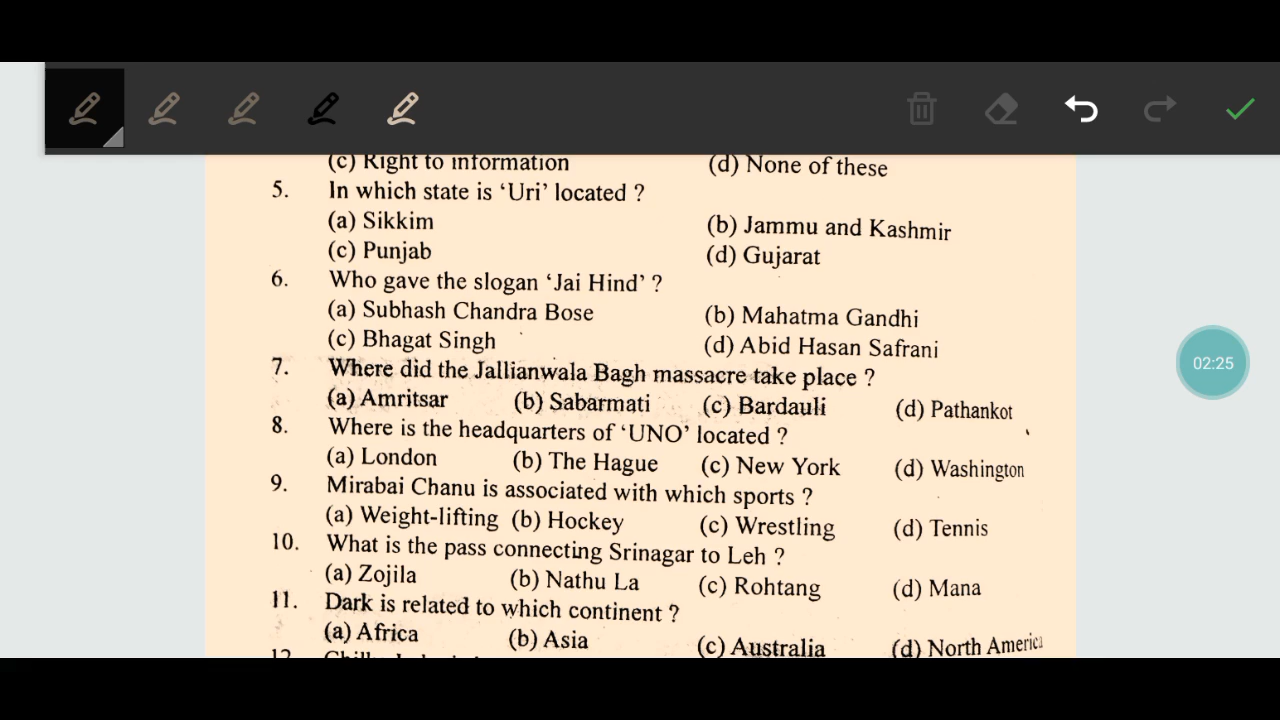 (c) Right to information (d) None of these
5. In which state is ‘Uri’ located ?
(a) Sikkim (b) Jammu and Kashmir
(c) Punjab (d) Gujarat
6. Who gave the slogan ‘Jai Hind’ ?
(a) Subhash Chandra Bose (b) Mahatma Gandhi
(c) Bhagat Singh (d) Abid Hasan Safrani
7. Where did the Jallianwala Bagh massacre take place ?
(a) Amritsar (b) Sabarmati (c) Bardauli (d) Pathankot
8. Where is the headquarters of ‘UNO’ located ?
(a) London (b) The Hague (c) New York (d) Washington
9. Mirabai Chanu is associated with which sports ?
(a) Weight-lifting (b) Hockey (c) Wrestling (d) Tennis
10. What is the pass connecting Srinagar to Leh ?
(a) Zojila (b) Nathu La (c) Rohtang (d) Mana
11. Dark is related to which continent ?
(a) Africa (b) Asia (c) Australia (d) North America
02:25